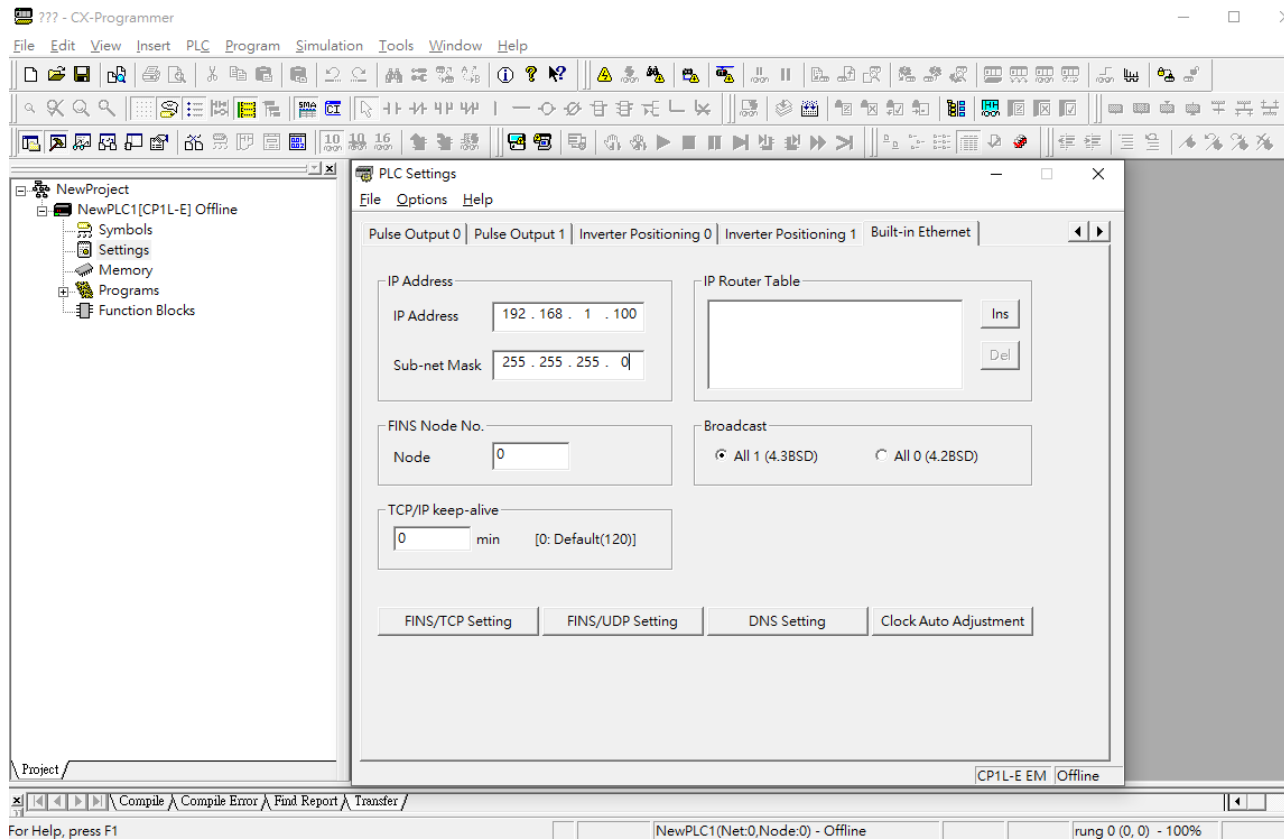 ??? - CX-Programmer
File Edit View Insert PLC Program Simulation Tools Window Help
NewProject
NewPLC1[CP1L-E] Offline
Symbols
Settings
Memory
Programs
Function Blocks
Project
PLC Settings
File Options Help
Pulse Output 0 Pulse Output 1 Inverter Positioning 0 Inverter Positioning 1 Built-in Ethernet
IP Address
IP Address 192 . 168 . 1 . 100
Sub-net Mask 255 . 255 . 255 . 0
IP Router Table
Ins
Del
FINS Node No.
Node 0
Broadcast
All 1 (4.3BSD) All 0 (4.2BSD)
TCP/IP keep-alive
0 min [0: Default(120)]
FINS/TCP Setting FINS/UDP Setting DNS Setting Clock Auto Adjustment
CP1L-E EM Offline
Compile Compile Error Find Report Transfer
For Help, press F1 NewPLC1(Net:0,Node:0) - Offline rung 0 (0, 0) - 100%